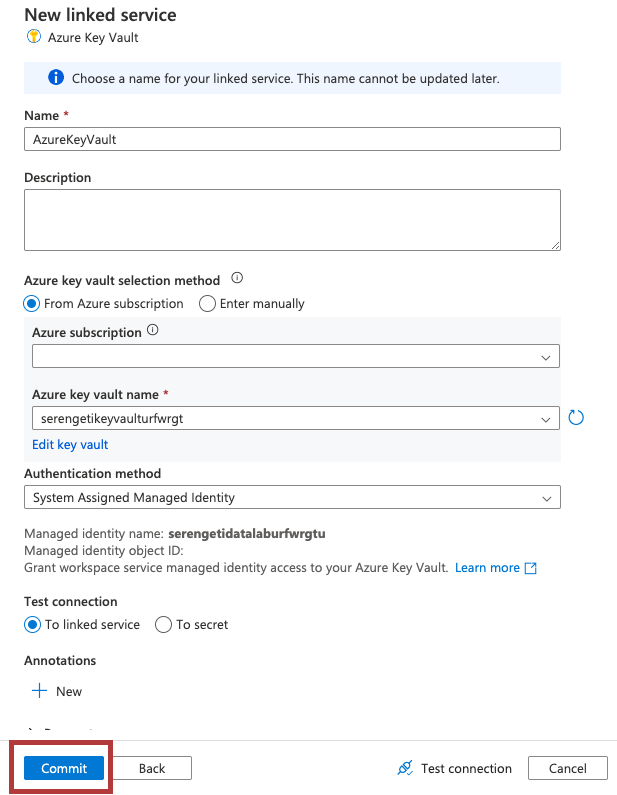 New linked service
Azure Key Vault
Choose a name for your linked service. This name cannot be updated later.
Name *
AzureKeyVault
Description
Azure key vault selection method
From Azure subscription Enter manually
Azure subscription
Azure key vault name *
serengetikeyvaulturfwrgt
Edit key vault
Authentication method
System Assigned Managed Identity
Managed identity name: serengetidatalaburfwrgtu
Managed identity object ID:
Grant workspace service managed identity access to your Azure Key Vault. Learn more
Test connection
To linked service To secret
Annotations
New
Commit Back Test connection Cancel